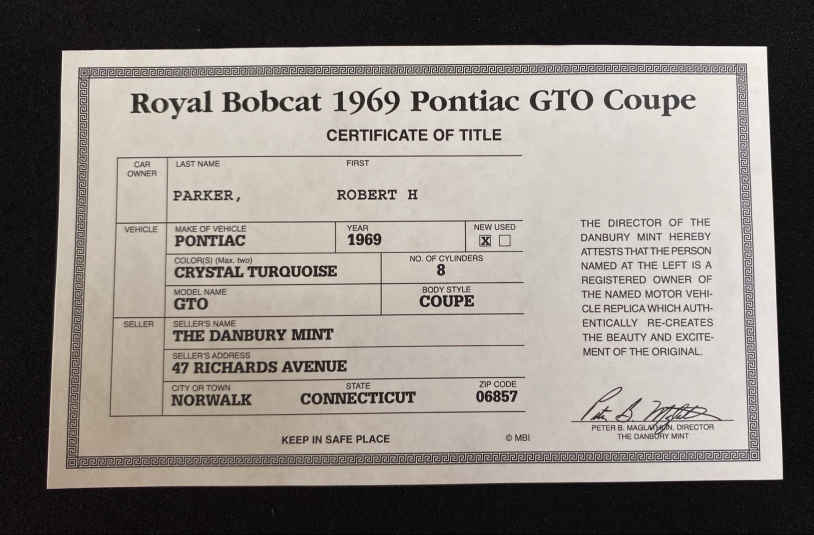 Royal Bobcat 1969 Pontiac GTO Coupe
CERTIFICATE OF TITLE
CAR OWNER
LAST NAME FIRST
PARKER, ROBERT H
VEHICLE
MAKE OF VEHICLE YEAR NEW USED
PONTIAC 1969 X
COLOR(S) (Max. two) NO. OF CYLINDERS
CRYSTAL TURQUOISE 8
MODEL NAME BODY STYLE
GTO COUPE
SELLER
SELLER'S NAME
THE DANBURY MINT
SELLER'S ADDRESS
47 RICHARDS AVENUE
CITY OR TOWN STATE ZIP CODE
NORWALK CONNECTICUT 06857
KEEP IN SAFE PLACE © MBI
THE DIRECTOR OF THE
DANBURY MINT HEREBY
ATTESTS THAT THE PERSON
NAMED AT THE LEFT IS A
REGISTERED OWNER OF
THE NAMED MOTOR VEHI-
CLE REPLICA WHICH AUTH-
ENTICALLY RE-CREATES
THE BEAUTY AND EXCITE-
MENT OF THE ORIGINAL.
Peter B. Maglathlin
PETER B. MAGLATHLIN, DIRECTOR
THE DANBURY MINT